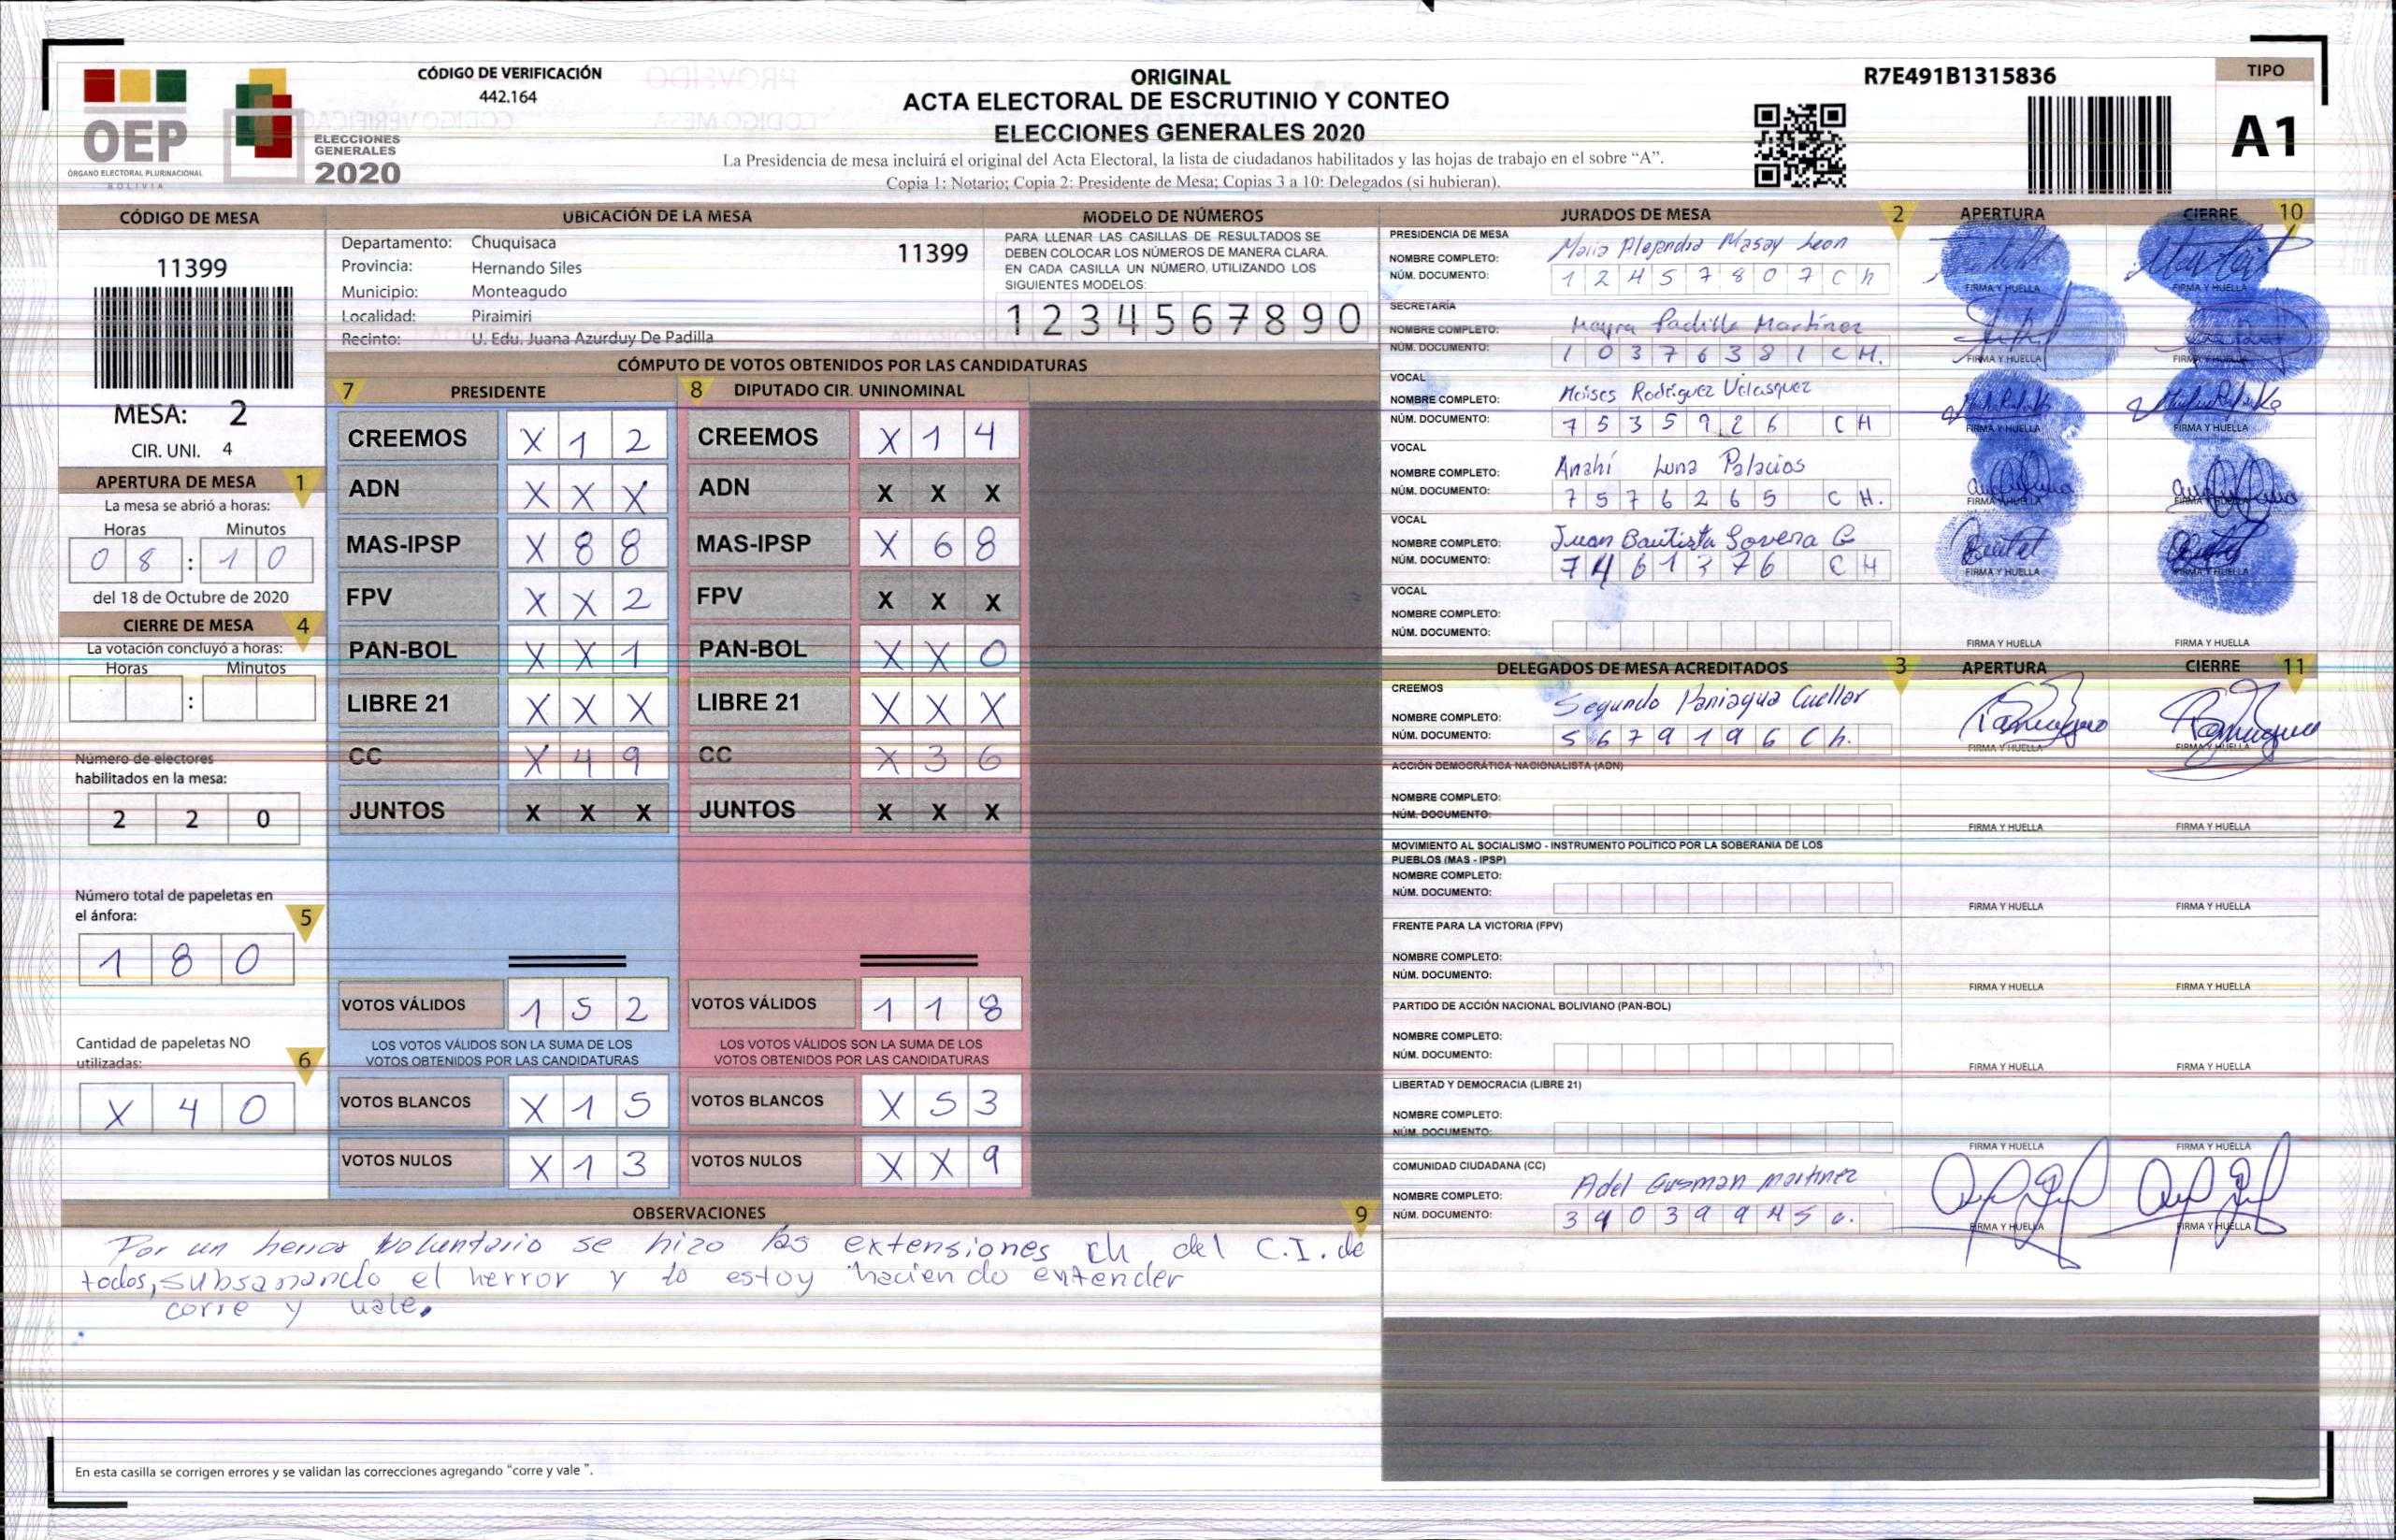 CÓDIGO DE VERIFICACIÓN
442.164
ORIGINAL
ACTA ELECTORAL DE ESCRUTINIO Y CONTEO
ELECCIONES GENERALES 2020
La Presidencia de mesa incluirá el original del Acta Electoral, la lista de ciudadanos habilitados y las hojas de trabajo en el sobre “A”.
Copia 1: Notario; Copia 2: Presidente de Mesa; Copias 3 a 10: Delegados (si hubieran).
R7E491B1315836
TIPO
A1
OEP
ÓRGANO ELECTORAL PLURINACIONAL
BOLIVIA
ELECCIONES
GENERALES
2020
CÓDIGO DE MESA
11399
MESA: 2
CIR. UNI. 4
UBICACIÓN DE LA MESA
11399
Departamento: Chuquisaca
Provincia: Hernando Siles
Municipio: Monteagudo
Localidad: Piraimiri
Recinto: U. Edu. Juana Azurduy De Padilla
MODELO DE NÚMEROS
PARA LLENAR LAS CASILLAS DE RESULTADOS SE
DEBEN COLOCAR LOS NÚMEROS DE MANERA CLARA.
EN CADA CASILLA UN NÚMERO, UTILIZANDO LOS
SIGUIENTES MODELOS:
1 2 3 4 5 6 7 8 9 0
APERTURA DE MESA 1
La mesa se abrió a horas:
Horas Minutos
0 8 : 1 0
del 18 de Octubre de 2020
CIERRE DE MESA 4
La votación concluyó a horas:
Horas Minutos
:
Número de electores
habilitados en la mesa:
2 2 0
Número total de papeletas en
el ánfora: 5
1 8 0
Cantidad de papeletas NO
utilizadas: 6
X 4 0
CÓMPUTO DE VOTOS OBTENIDOS POR LAS CANDIDATURAS
7 PRESIDENTE
CREEMOS X 1 2
ADN X X X
MAS-IPSP X 8 8
FPV X X 2
PAN-BOL X X 1
LIBRE 21 X X X
CC X 4 9
JUNTOS X X X
VOTOS VÁLIDOS 1 5 2
LOS VOTOS VÁLIDOS SON LA SUMA DE LOS
VOTOS OBTENIDOS POR LAS CANDIDATURAS
VOTOS BLANCOS X 1 5
VOTOS NULOS X 1 3
8 DIPUTADO CIR. UNINOMINAL
CREEMOS X 1 4
ADN X X X
MAS-IPSP X 6 8
FPV X X X
PAN-BOL X X 0
LIBRE 21 X X X
CC X 3 6
JUNTOS X X X
VOTOS VÁLIDOS 1 1 8
LOS VOTOS VÁLIDOS SON LA SUMA DE LOS
VOTOS OBTENIDOS POR LAS CANDIDATURAS
VOTOS BLANCOS X 5 3
VOTOS NULOS X X 9
OBSERVACIONES 9
Por un herror Voluntario se hizo las extensiones ch del C.I. de
todos, subsanando el herror y lo estoy haciendo entender
corre y vale.
En esta casilla se corrigen errores y se validan las correcciones agregando “corre y vale ”.
JURADOS DE MESA 2 APERTURA CIERRE 10
PRESIDENCIA DE MESA
NOMBRE COMPLETO: Maria Alejandra Masay Leon
NÚM. DOCUMENTO: 1 2 4 5 7 8 0 7 C h
FIRMA Y HUELLA FIRMA Y HUELLA
SECRETARÍA
NOMBRE COMPLETO: Mayra Padilla Martínez
NÚM. DOCUMENTO: 1 0 3 7 6 3 8 1 C H.
FIRMA Y HUELLA FIRMA Y HUELLA
VOCAL
NOMBRE COMPLETO: Moises Rodriguez Velasquez
NÚM. DOCUMENTO: 7 5 3 5 9 2 6 C H
FIRMA Y HUELLA FIRMA Y HUELLA
VOCAL
NOMBRE COMPLETO: Anahí Luna Palacios
NÚM. DOCUMENTO: 7 5 7 6 2 6 5 C H.
FIRMA Y HUELLA FIRMA Y HUELLA
VOCAL
NOMBRE COMPLETO: Juan Bautista Lovera G
NÚM. DOCUMENTO: 7 4 6 1 3 7 6 C H
FIRMA Y HUELLA FIRMA Y HUELLA
VOCAL
NOMBRE COMPLETO:
NÚM. DOCUMENTO:
FIRMA Y HUELLA FIRMA Y HUELLA
DELEGADOS DE MESA ACREDITADOS 3 APERTURA CIERRE 11
CREEMOS
NOMBRE COMPLETO: Segundo Paniagua Cuellar
NÚM. DOCUMENTO: 5 6 7 9 1 9 6 C h.
FIRMA Y HUELLA FIRMA Y HUELLA
ACCIÓN DEMOCRÁTICA NACIONALISTA (ADN)
NOMBRE COMPLETO:
NÚM. DOCUMENTO:
FIRMA Y HUELLA FIRMA Y HUELLA
MOVIMIENTO AL SOCIALISMO - INSTRUMENTO POLÍTICO POR LA SOBERANÍA DE LOS
PUEBLOS (MAS - IPSP)
NOMBRE COMPLETO:
NÚM. DOCUMENTO:
FIRMA Y HUELLA FIRMA Y HUELLA
FRENTE PARA LA VICTORIA (FPV)
NOMBRE COMPLETO:
NÚM. DOCUMENTO:
FIRMA Y HUELLA FIRMA Y HUELLA
PARTIDO DE ACCIÓN NACIONAL BOLIVIANO (PAN-BOL)
NOMBRE COMPLETO:
NÚM. DOCUMENTO:
FIRMA Y HUELLA FIRMA Y HUELLA
LIBERTAD Y DEMOCRACIA (LIBRE 21)
NOMBRE COMPLETO:
NÚM. DOCUMENTO:
FIRMA Y HUELLA FIRMA Y HUELLA
COMUNIDAD CIUDADANA (CC)
NOMBRE COMPLETO: Adel Gusman Martinez
NÚM. DOCUMENTO: 3 9 0 3 9 9 4 5 c.
FIRMA Y HUELLA FIRMA Y HUELLA